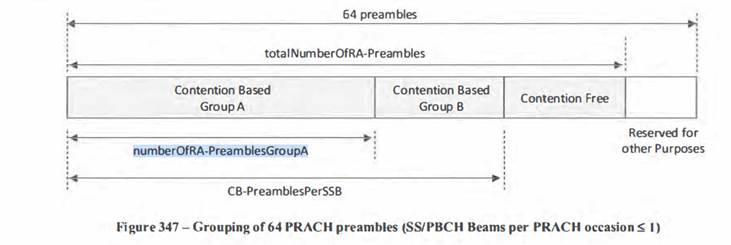 64 preambles
totalNumberOfRA-Preambles
Contention Based
Group A
Contention Based
Group B
Contention Free
Reserved for
other Purposes
numberOfRA-PreamblesGroupA
CB-PreamblesPerSSB
Figure 347 – Grouping of 64 PRACH preambles (SS/PBCH Beams per PRACH occasion ≤ 1)